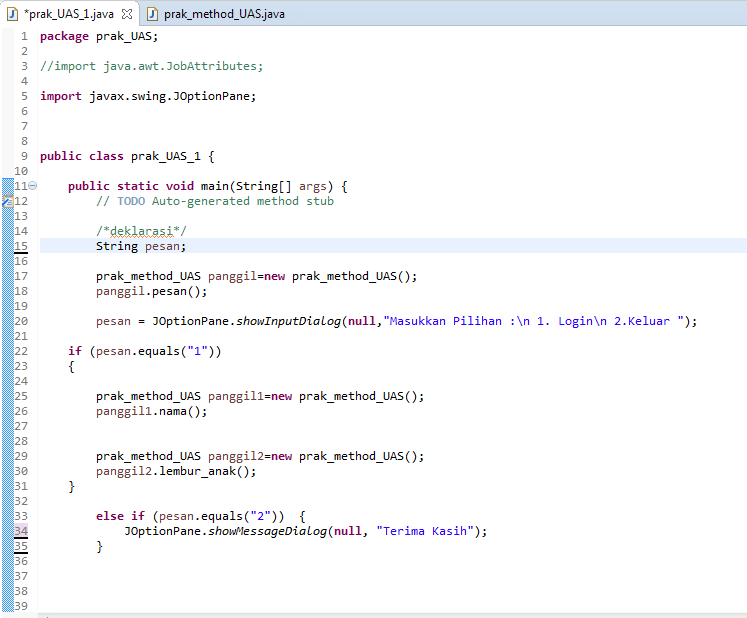 *prak_UAS_1.java prak_method_UAS.java
1 package prak_UAS;
2
3 //import java.awt.JobAttributes;
4
5 import javax.swing.JOptionPane;
6
7
8
9 public class prak_UAS_1 {
10
11 public static void main(String[] args) {
12 // TODO Auto-generated method stub
13
14 /*deklarasi*/
15 String pesan;
16
17 prak_method_UAS panggil=new prak_method_UAS();
18 panggil.pesan();
19
20 pesan = JOptionPane.showInputDialog(null,"Masukkan Pilihan :\n 1. Login\n 2.Keluar ");
21
22 if (pesan.equals("1"))
23 {
24
25 prak_method_UAS panggil1=new prak_method_UAS();
26 panggil1.nama();
27
28
29 prak_method_UAS panggil2=new prak_method_UAS();
30 panggil2.lembur_anak();
31 }
32
33 else if (pesan.equals("2")) {
34 JOptionPane.showMessageDialog(null, "Terima Kasih");
35 }
36
37
38
39